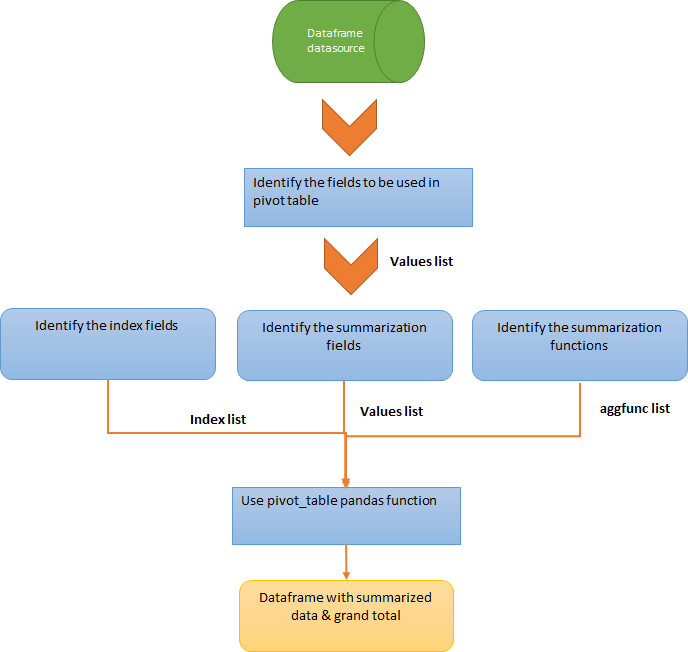 Dataframe
datasource
Identify the fields to be used in
pivot table
Values list
Identify the index fields
Identify the summarization
fields
Identify the summarization
functions
Index list
Values list
aggfunc list
Use pivot_table pandas function
Dataframe with summarized
data & grand total